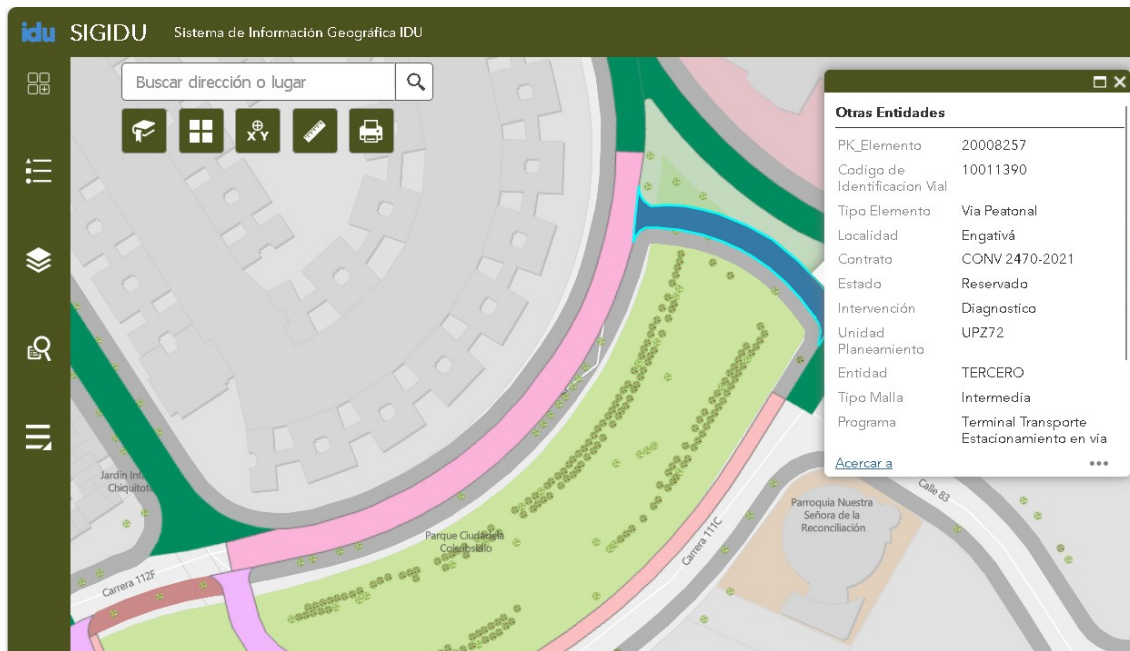 idu SIGIDU Sistema de Información Geográfica IDU
Buscar dirección o lugar
X Y
Otras Entidades
PK_Elemento 20008257
Codigo de
Identificacion Vial 10011390
Tipo Elemento Via Peatonal
Localidad Engativá
Contrato CONV 2470-2021
Estado Reservado
Intervención Diagnostico
Unidad
Planeamiento UPZ72
Entidad TERCERO
Tipo Malla Intermedia
Programa Terminal Transporte
Estacionamiento en via
Acercar a
Jardín Inf
Chiquitot
Carrera 112F
Parque Ciudadela
Colsubsidio
Carrera 111C
Parroquia Nuestra
Señora de la
Reconciliación
Calle 83